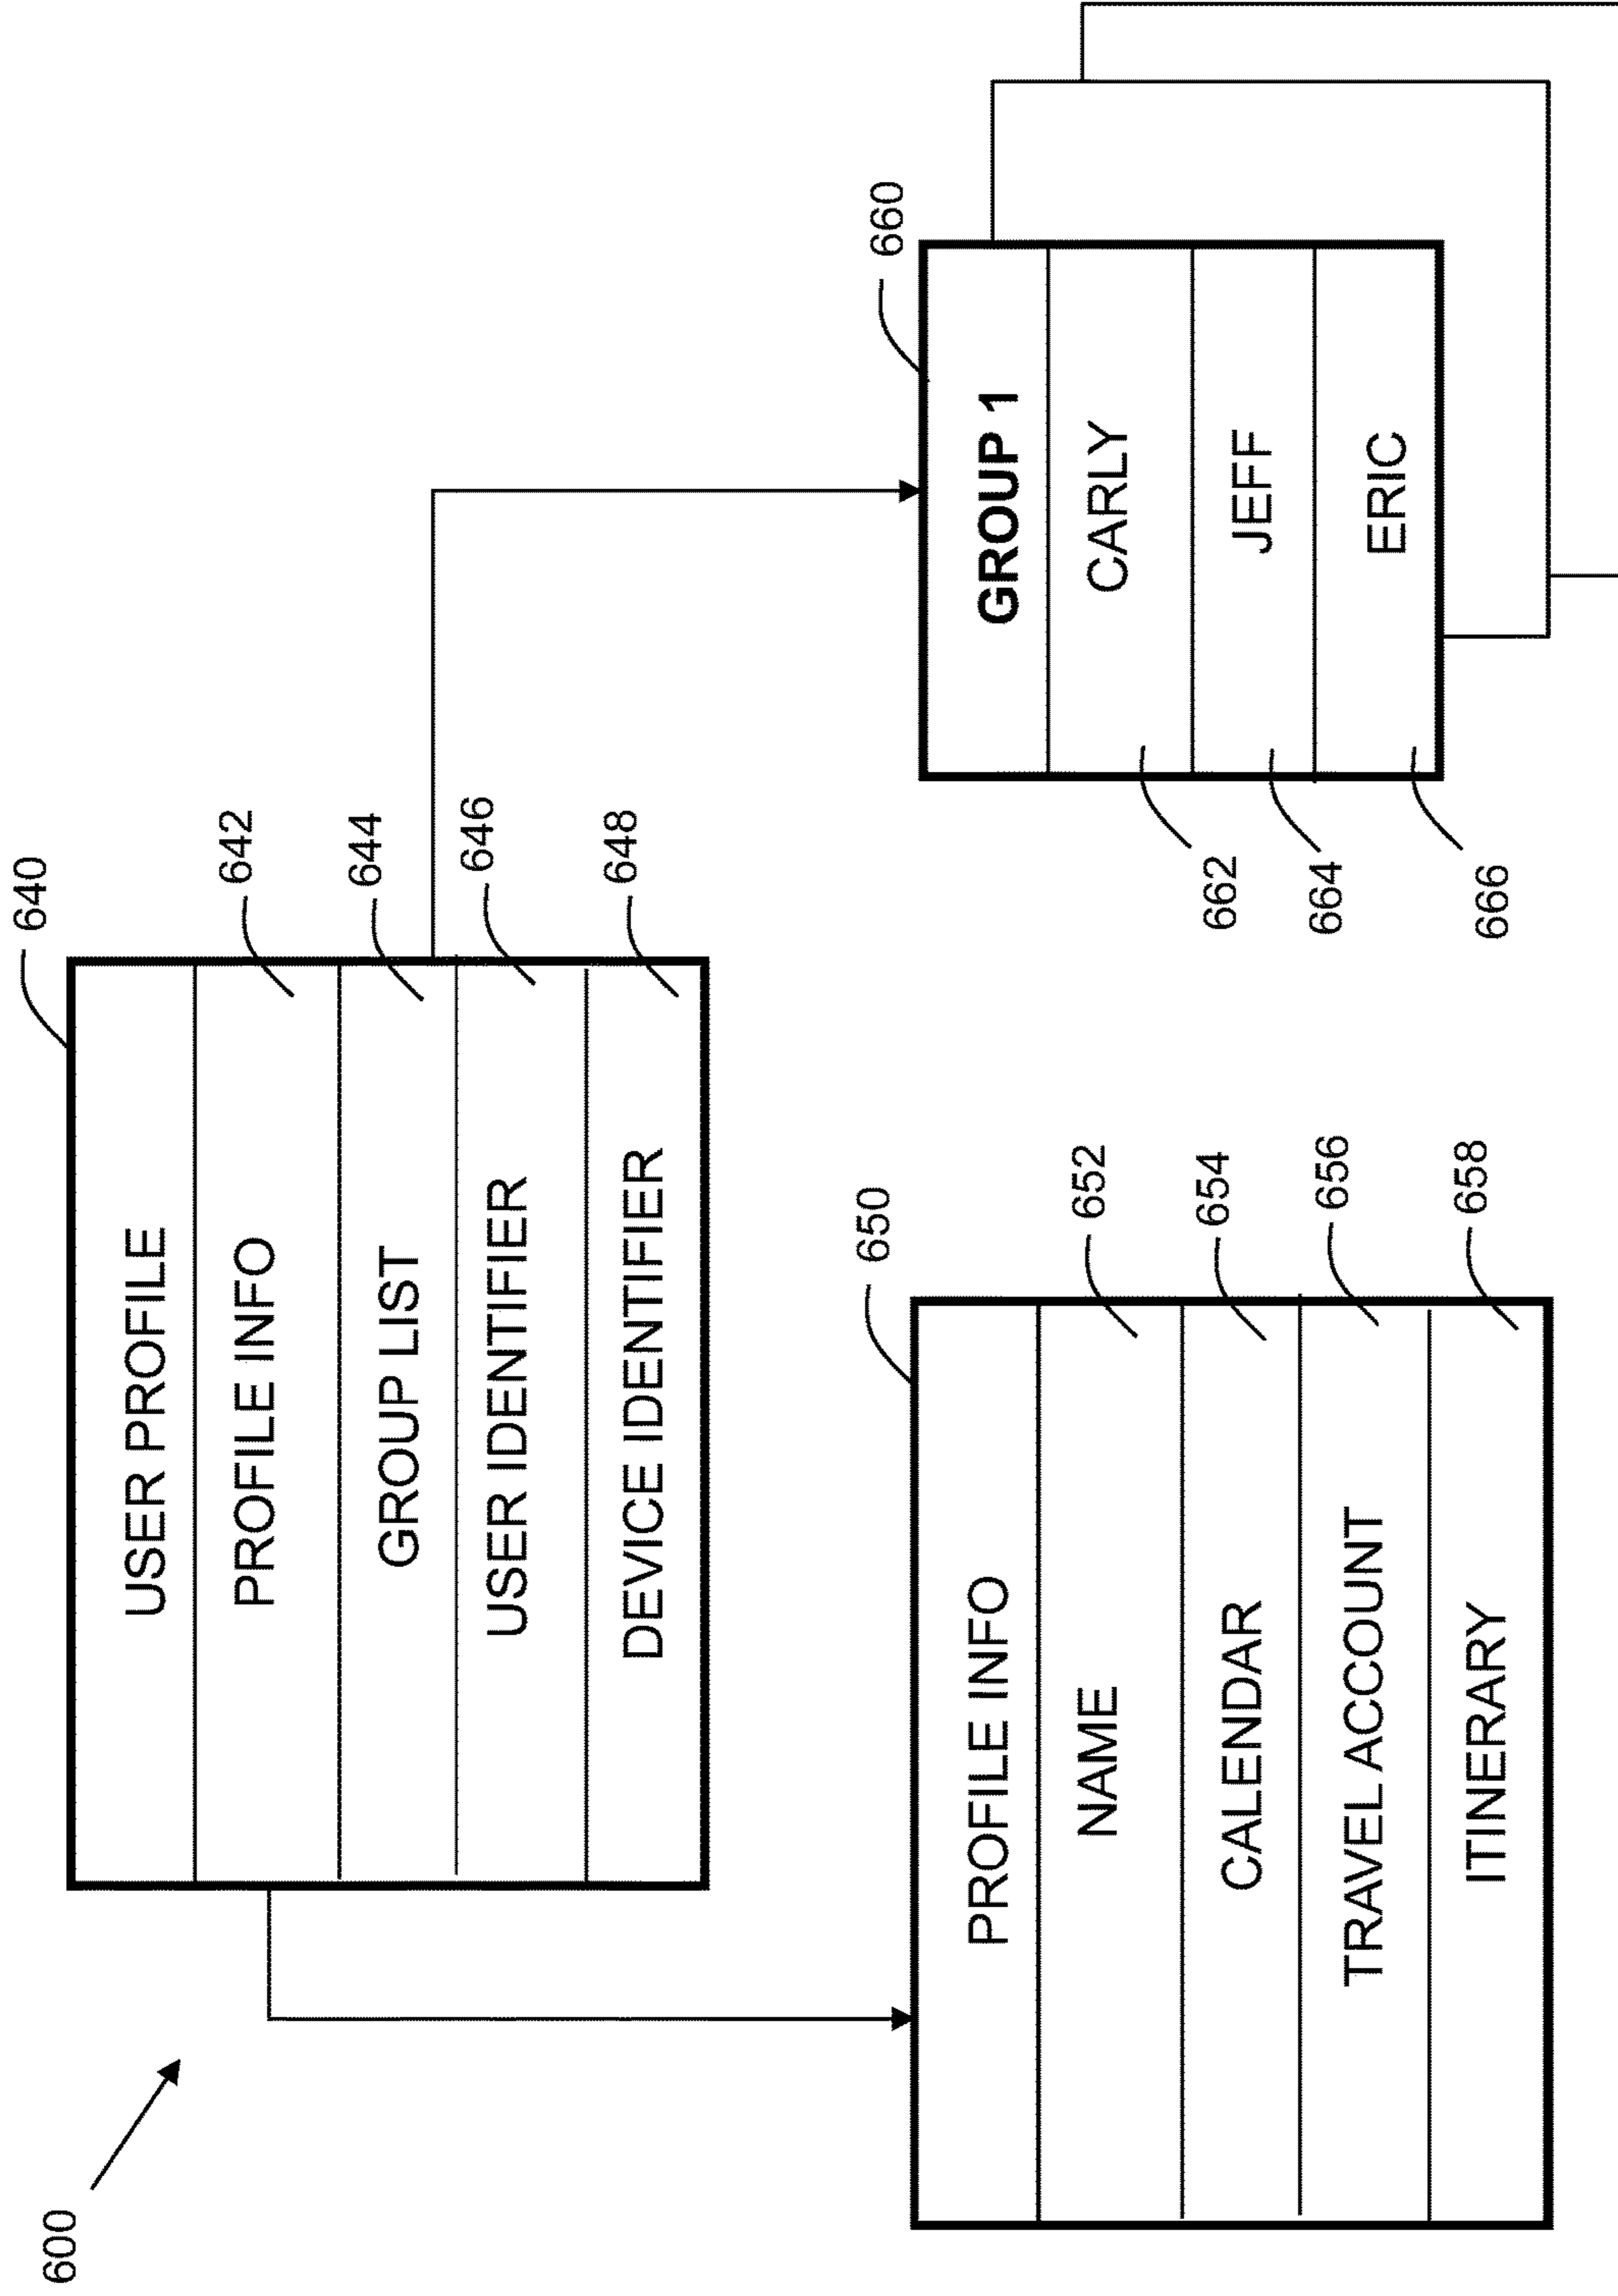 600
640
USER PROFILE
PROFILE INFO
642
GROUP LIST
644
USER IDENTIFIER
646
DEVICE IDENTIFIER
648
650
PROFILE INFO
NAME
652
CALENDAR
654
TRAVEL ACCOUNT
656
ITINERARY
658
660
GROUP 1
CARLY
662
JEFF
664
ERIC
666